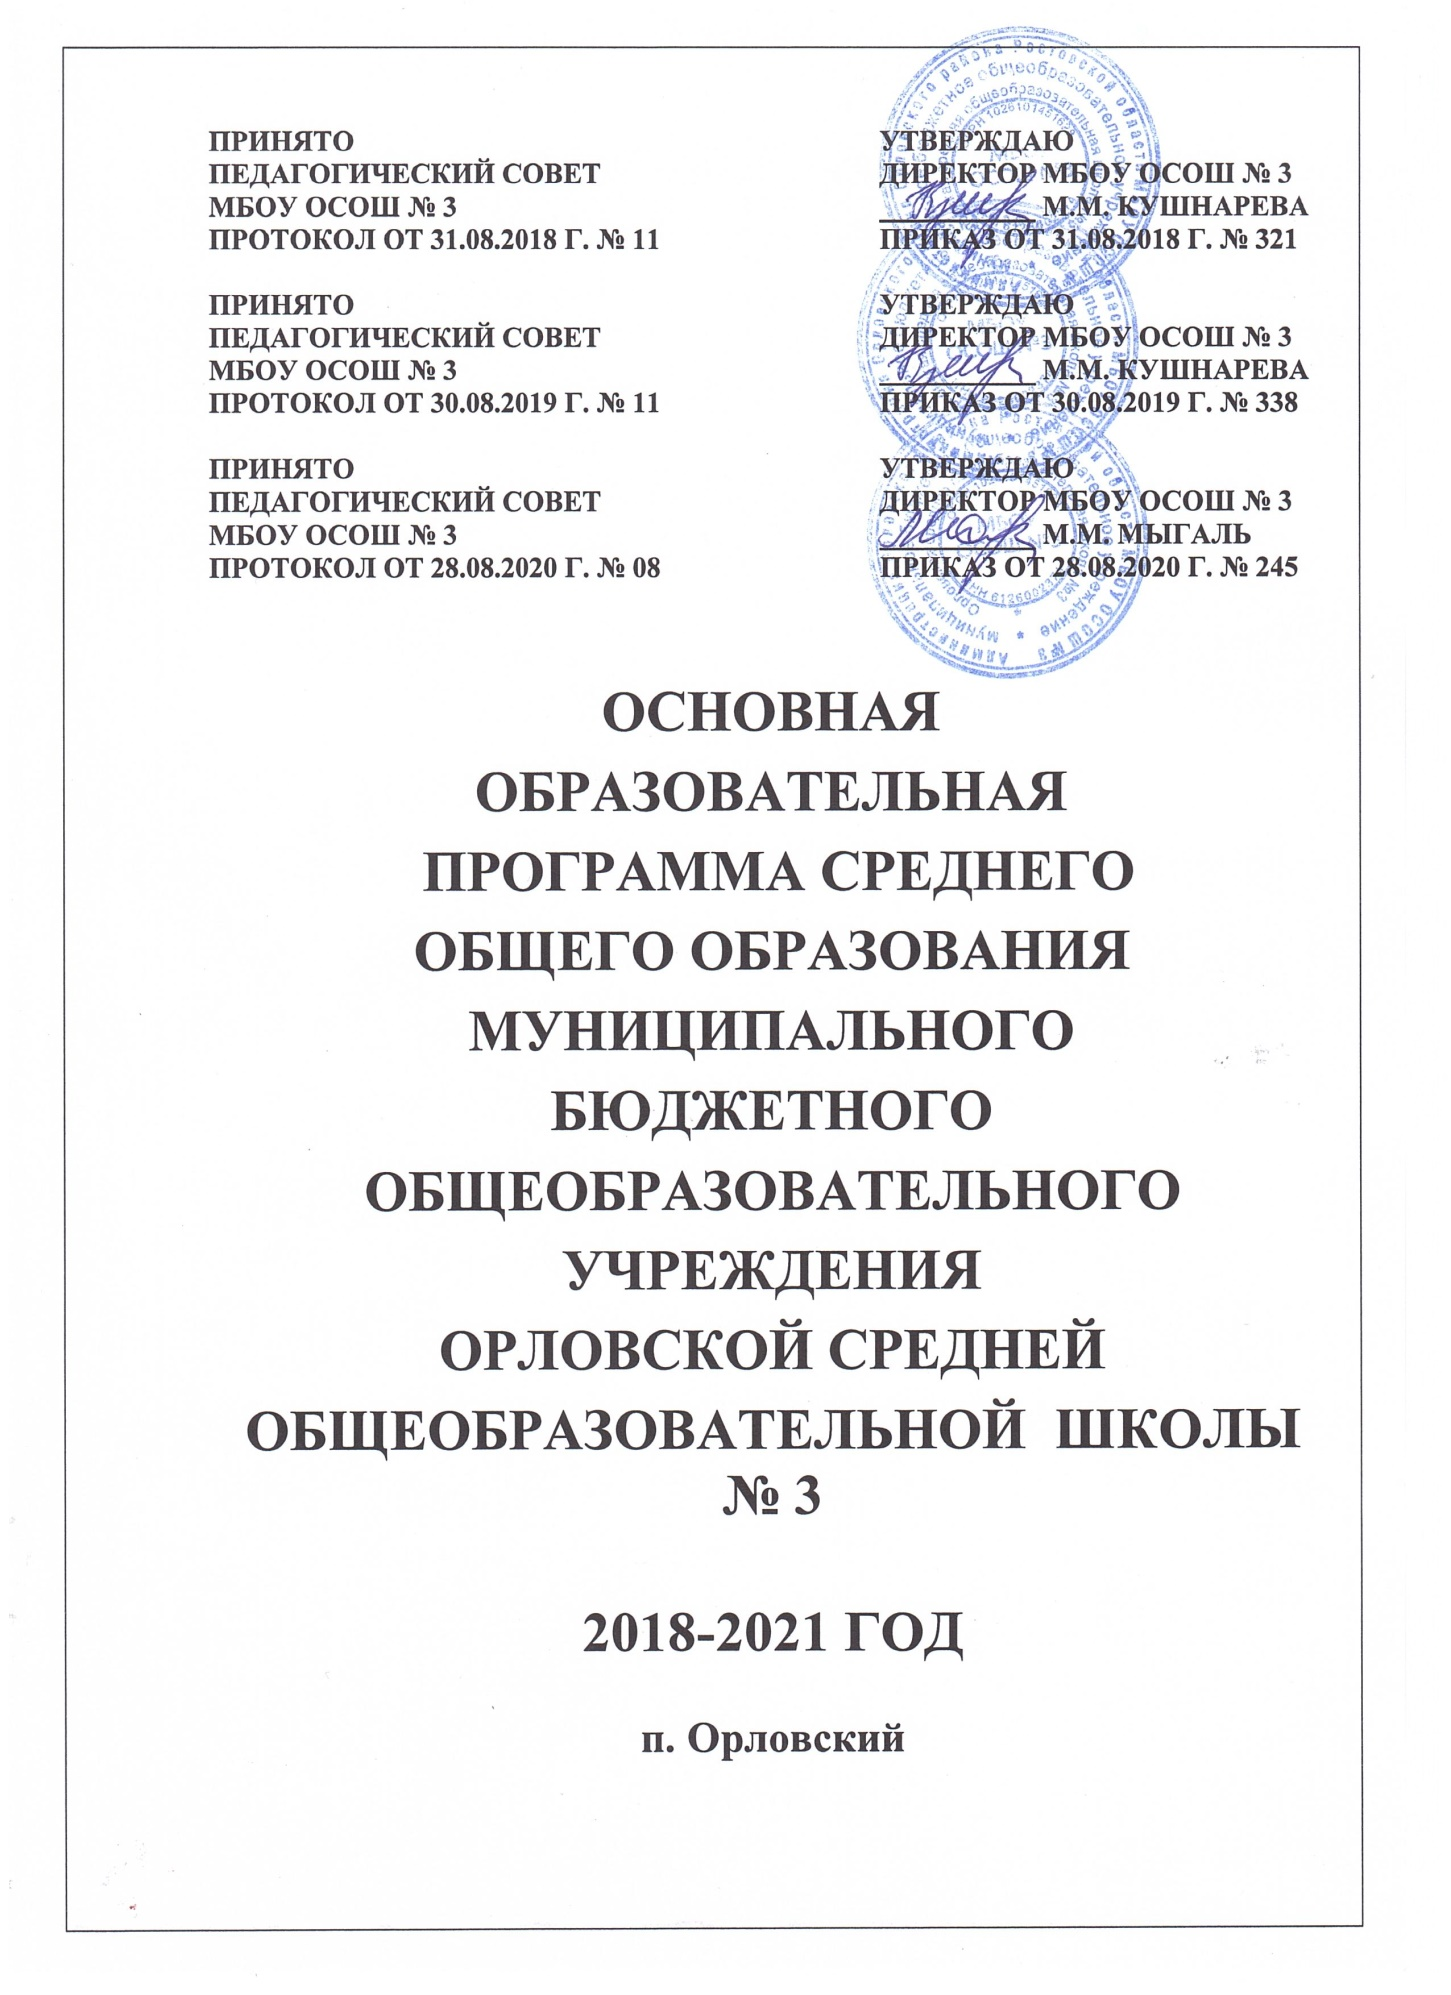 ПРИНЯТО
ПЕДАГОГИЧЕСКИЙ СОВЕТ
МБОУ ОСОШ № 3
ПРОТОКОЛ ОТ 31.08.2018 Г. № 11
УТВЕРЖДАЮ
ДИРЕКТОР МБОУ ОСОШ № 3
М.М. КУШНАРЕВА
ПРИКАЗ ОТ 31.08.2018 Г. № 321
ПРИНЯТО
ПЕДАГОГИЧЕСКИЙ СОВЕТ
МБОУ ОСОШ № 3
ПРОТОКОЛ ОТ 30.08.2019 Г. № 11
УТВЕРЖДАЮ
ДИРЕКТОР МБОУ ОСОШ № 3
М.М. КУШНАРЕВА
ПРИКАЗ ОТ 30.08.2019 Г. № 338
ПРИНЯТО
ПЕДАГОГИЧЕСКИЙ СОВЕТ
МБОУ ОСОШ № 3
ПРОТОКОЛ ОТ 28.08.2020 Г. № 08
УТВЕРЖДАЮ
ДИРЕКТОР МБОУ ОСОШ № 3
М.М. МЫГАЛЬ
ПРИКАЗ ОТ 28.08.2020 Г. № 245
ОСНОВНАЯ
ОБРАЗОВАТЕЛЬНАЯ
ПРОГРАММА СРЕДНЕГО
ОБЩЕГО ОБРАЗОВАНИЯ
МУНИЦИПАЛЬНОГО
БЮДЖЕТНОГО
ОБЩЕОБРАЗОВАТЕЛЬНОГО
УЧРЕЖДЕНИЯ
ОРЛОВСКОЙ СРЕДНЕЙ
ОБЩЕОБРАЗОВАТЕЛЬНОЙ ШКОЛЫ
№ 3
2018-2021 ГОД
п. Орловский